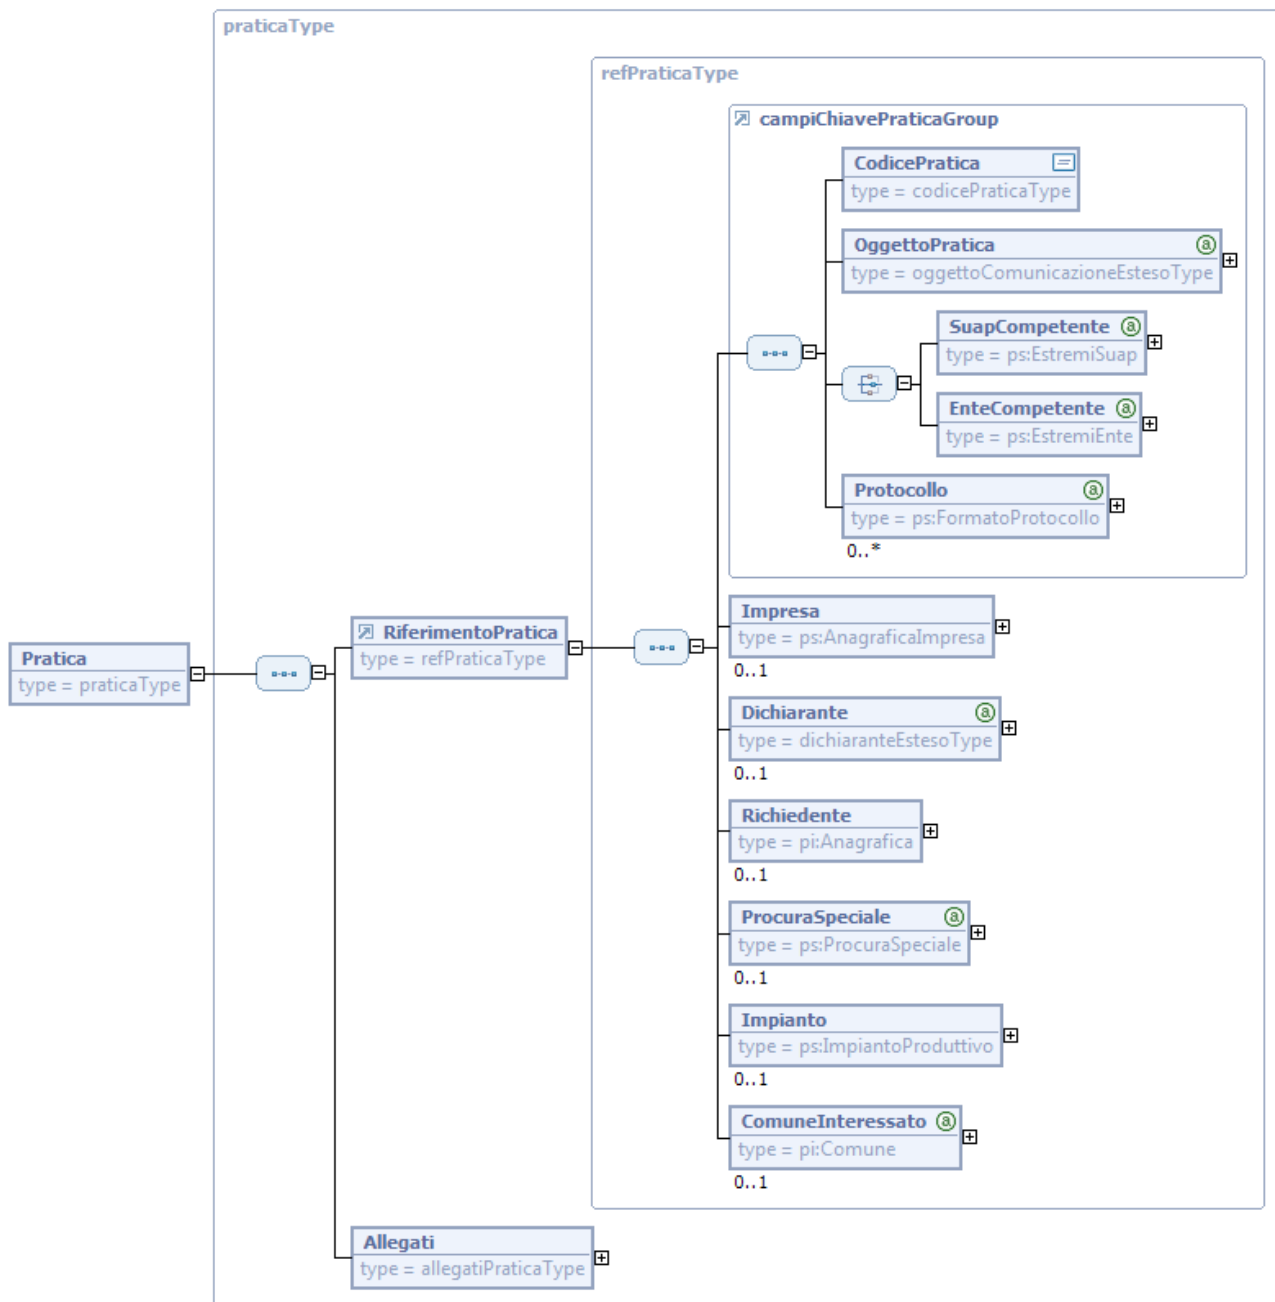 praticaType
refPraticaType
campiChiavePraticaGroup
CodicePratica
type = codicePraticaType
OggettoPratica
type = oggettoComunicazioneEstesoType
SuapCompetente
type = ps:EstremiSuap
EnteCompetente
type = ps:EstremiEnte
Protocollo
type = ps:FormatoProtocollo
0..*
Impresa
type = ps:AnagraficaImpresa
0..1
RiferimentoPratica
type = refPraticaType
Pratica
type = praticaType
Dichiarante
type = dichiaranteEstesoType
0..1
Richiedente
type = pi:Anagrafica
0..1
ProcuraSpeciale
type = ps:ProcuraSpeciale
0..1
Impianto
type = ps:ImpiantoProduttivo
0..1
ComuneInteressato
type = pi:Comune
0..1
Allegati
type = allegatiPraticaType